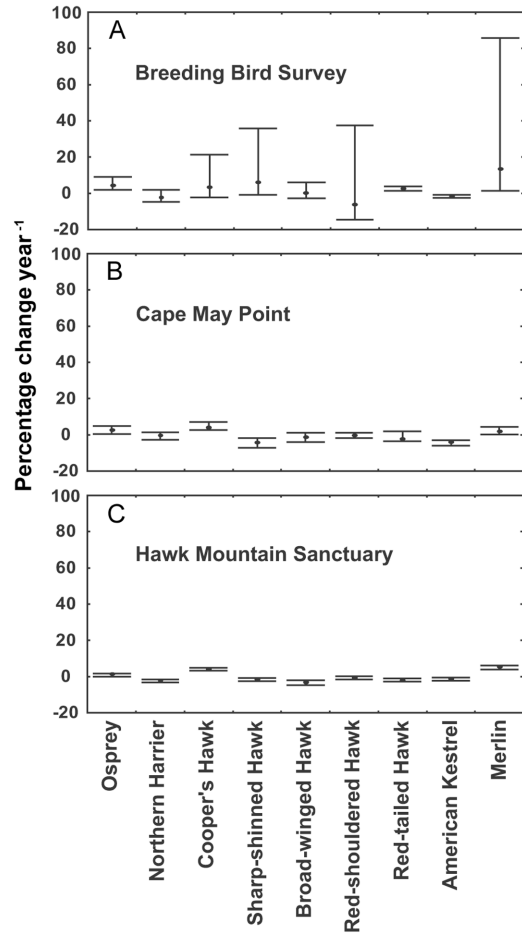 Percentage change year -1
A
Breeding Bird Survey
100
80
60
40
20
0
-20
B
Cape May Point
100
80
60
40
20
0
-20
C
Hawk Mountain Sanctuary
100
80
60
40
20
0
-20
Osprey
Northern Harrier
Cooper's Hawk
Sharp-shinned Hawk
Broad-winged Hawk
Red-shouldered Hawk
Red-tailed Hawk
American Kestrel
Merlin